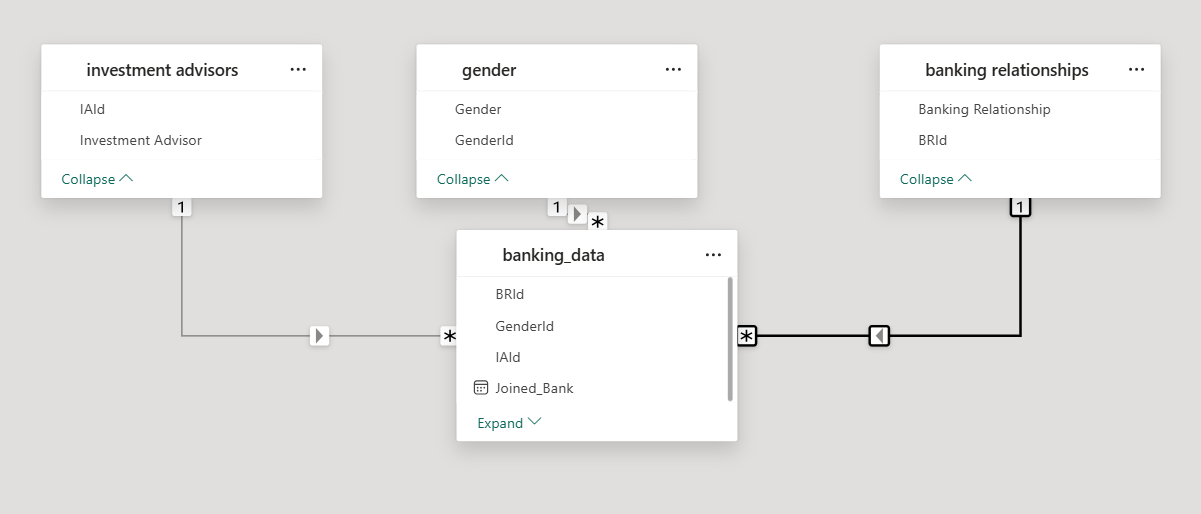 investment advisors
IAId
Investment Advisor
Collapse
1
gender
Gender
GenderId
Collapse
1
*
banking relationships
Banking Relationship
BRId
Collapse
1
banking_data
BRId
GenderId
IAId
Joined_Bank
Expand
*
*